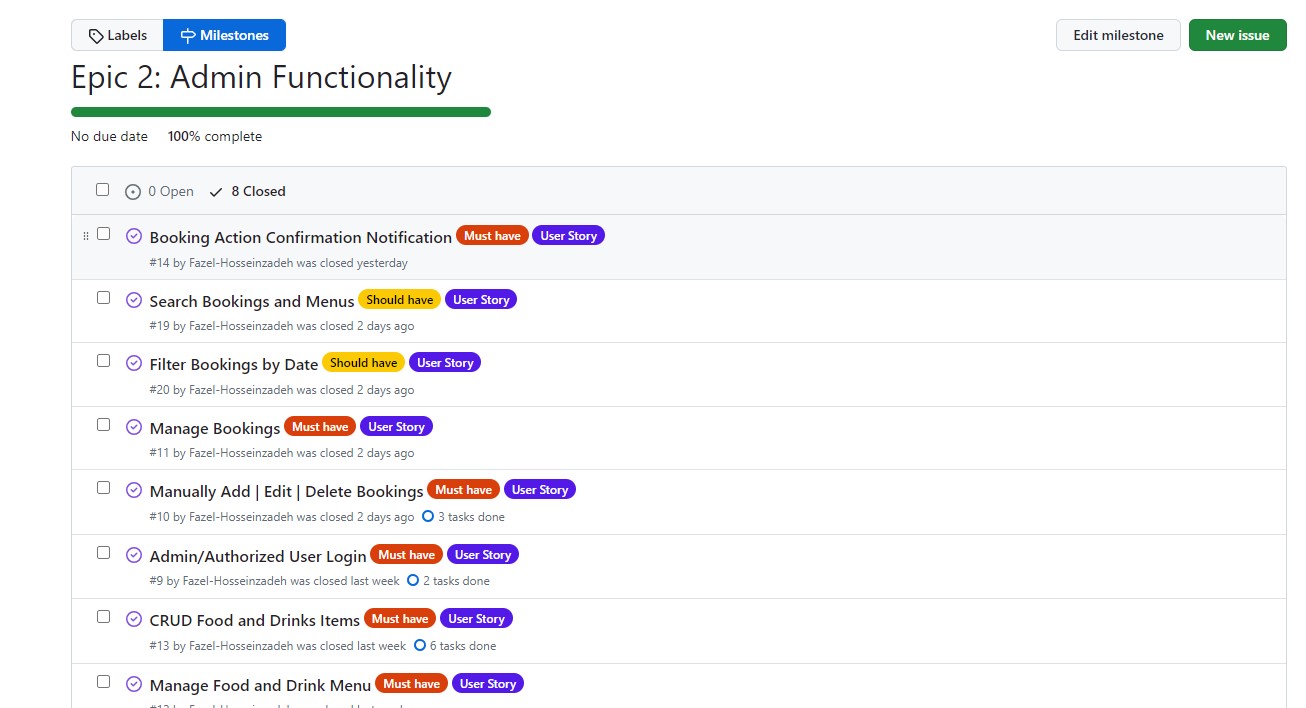 Labels Milestones Edit milestone New issue
Epic 2: Admin Functionality
No due date 100% complete
0 Open 8 Closed
Booking Action Confirmation Notification Must have User Story
#14 by Fazel-Hosseinzadeh was closed yesterday
Search Bookings and Menus Should have User Story
#19 by Fazel-Hosseinzadeh was closed 2 days ago
Filter Bookings by Date Should have User Story
#20 by Fazel-Hosseinzadeh was closed 2 days ago
Manage Bookings Must have User Story
#11 by Fazel-Hosseinzadeh was closed 2 days ago
Manually Add | Edit | Delete Bookings Must have User Story
#10 by Fazel-Hosseinzadeh was closed 2 days ago 3 tasks done
Admin/Authorized User Login Must have User Story
#9 by Fazel-Hosseinzadeh was closed last week 2 tasks done
CRUD Food and Drinks Items Must have User Story
#13 by Fazel-Hosseinzadeh was closed last week 6 tasks done
Manage Food and Drink Menu Must have User Story